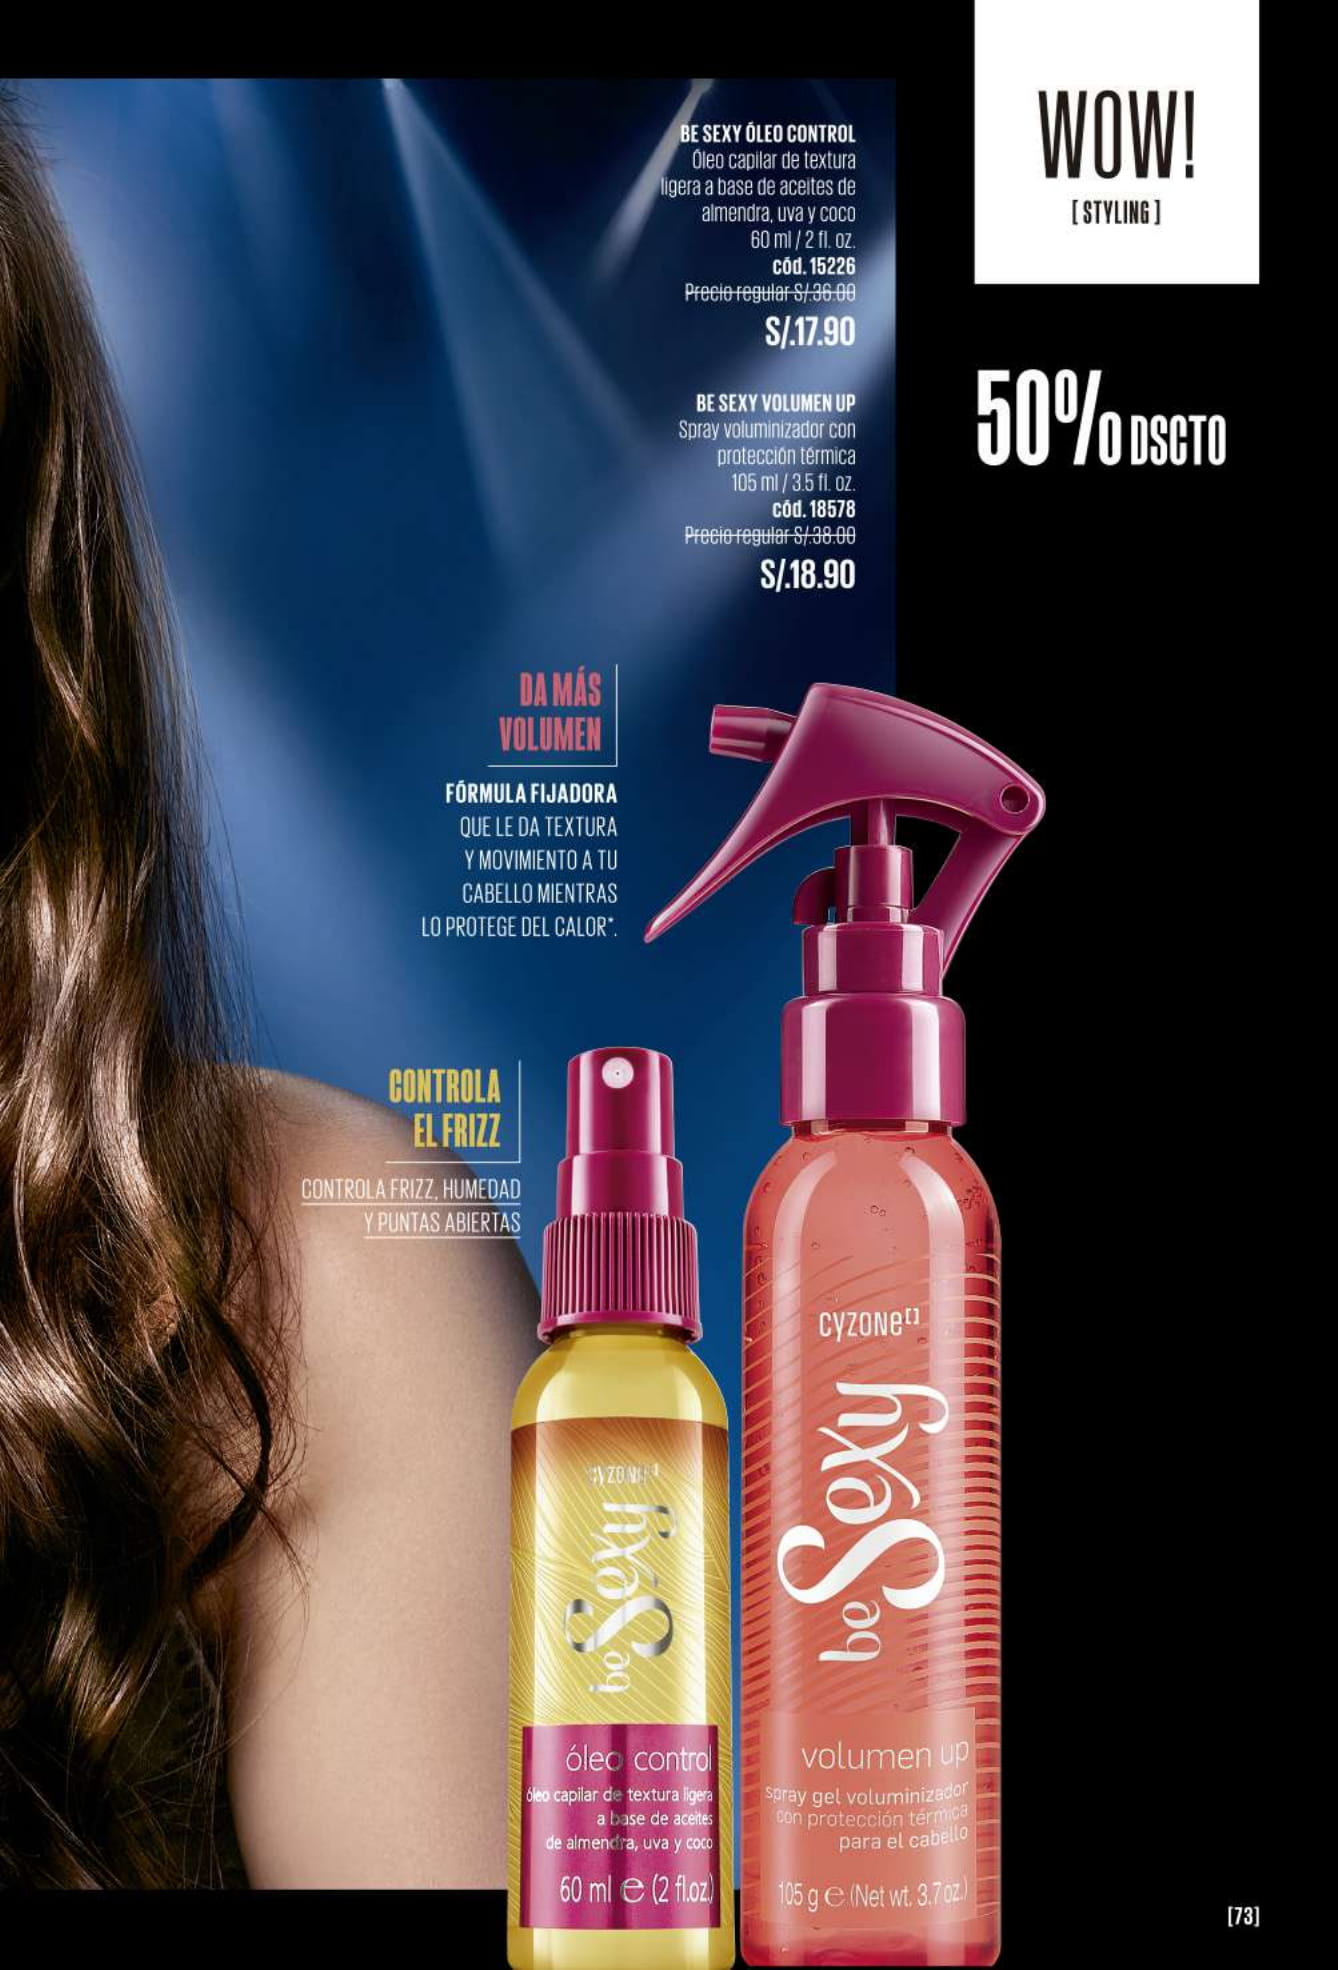 WOW!
[ STYLING ]
50% DSCTO
BE SEXY ÓLEO CONTROL
Óleo capilar de textura
ligera a base de aceites de
almendra, uva y coco
60 ml / 2 fl. oz.
cód. 15226
Precio regular S/.36.00
S/.17.90
BE SEXY VOLUMEN UP
Spray voluminizador con
protección térmica
105 ml / 3.5 fl. oz.
cód. 18578
Precio regular S/.38.00
S/.18.90
DA MÁS
VOLUMEN
FÓRMULA FIJADORA
QUE LE DA TEXTURA
Y MOVIMIENTO A TU
CABELLO MIENTRAS
LO PROTEGE DEL CALOR*.
CONTROLA
EL FRIZZ
CONTROLA FRIZZ, HUMEDAD
Y PUNTAS ABIERTAS
CYZONE[]
be Sexy
óleo control
óleo capilar de textura ligera
a base de aceites
de almendra, uva y coco
60 ml e (2 fl.oz.)
cyzone[]
be Sexy
volumen up
spray gel voluminizador
con protección térmica
para el cabello
105 g e (Net wt. 3.7 oz.)
[73]